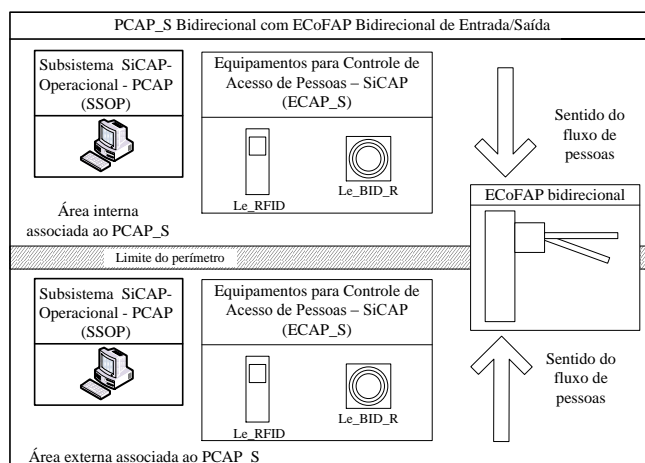 PCAP_S Bidirecional com ECoFAP Bidirecional de Entrada/Saída
Subsistema SiCAP-
Operacional - PCAP
(SSOP)
Equipamentos para Controle de
Acesso de Pessoas – SiCAP
(ECAP_S)
Le_RFID
Le_BID_R
Sentido do
fluxo de
pessoas
Área interna
associada ao PCAP_S
ECoFAP bidirecional
Limite do perímetro
Subsistema SiCAP-
Operacional - PCAP
(SSOP)
Equipamentos para Controle de
Acesso de Pessoas – SiCAP
(ECAP_S)
Le_RFID
Le_BID_R
Sentido do
fluxo de
pessoas
Área externa associada ao PCAP_S